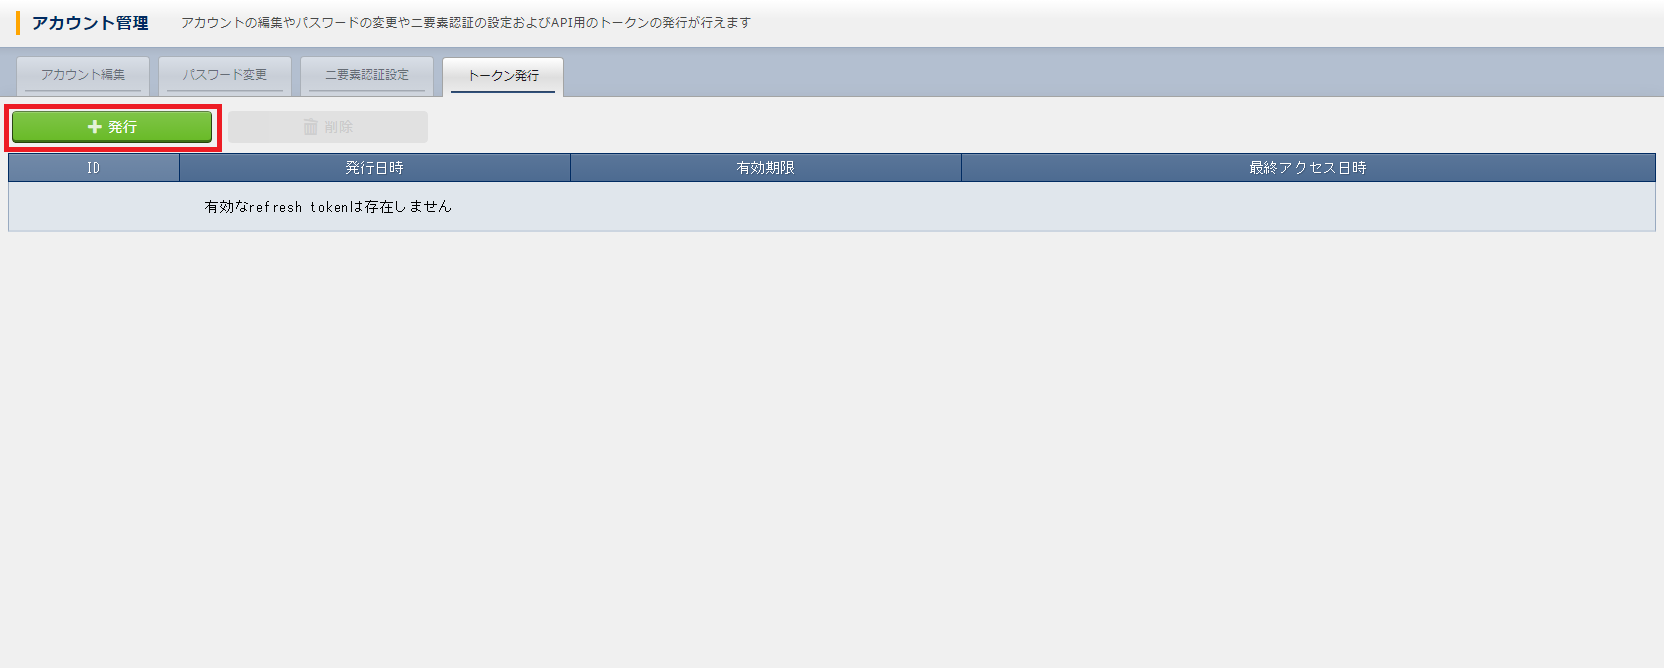 アカウント管理 アカウントの編集やパスワードの変更や二要素認証の設定およびAPI用のトークンの発行が行えます
アカウント編集 パスワード変更 二要素認証設定 トークン発行
発行 削除
ID 発行日時 有効期限 最終アクセス日時
有効なrefresh tokenは存在しません